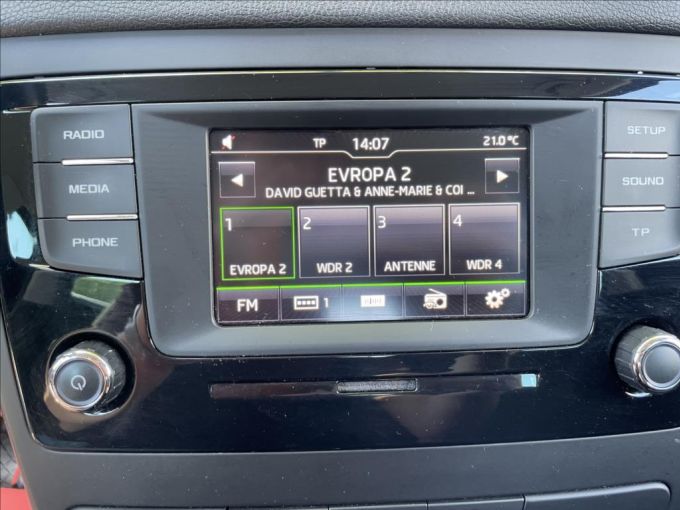 RADIO
MEDIA
PHONE
TP 14:07 21.0°C
EVROPA 2
DAVID GUETTA & ANNE-MARIE & COI ...
1 2 3 4
EVROPA 2 WDR 2 ANTENNE WDR 4
FM 1
SETUP
SOUND
TP